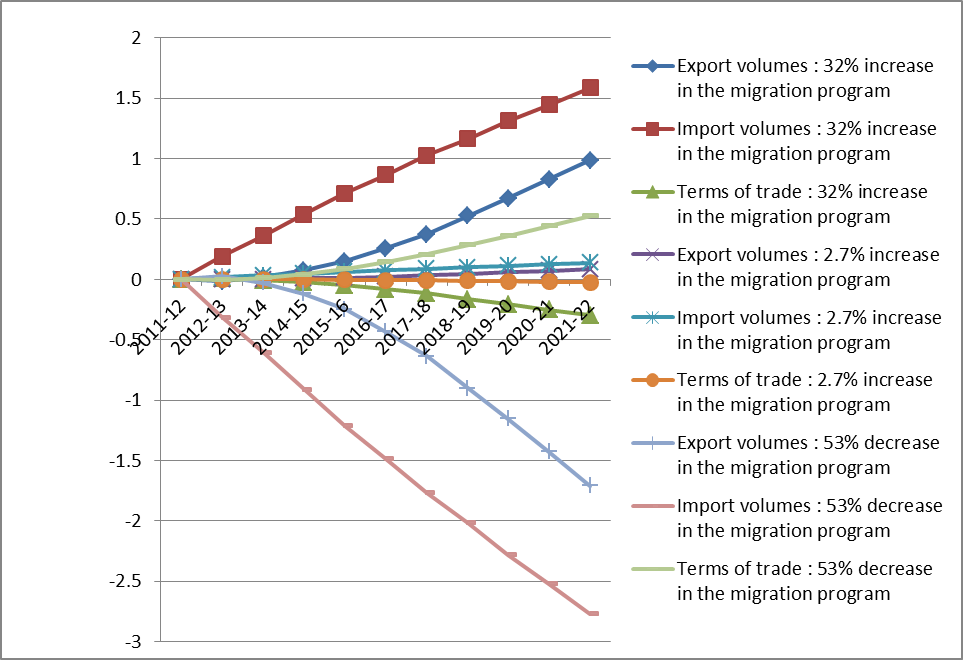 2
1.5
1
0.5
0
-0.5
-1
-1.5
-2
-2.5
-3
2011-12
2012-13
2013-14
2014-15
2015-16
2016-17
2017-18
2018-19
2019-20
2020-21
2021-22
Export volumes : 32% increase
in the migration program
Import volumes : 32% increase
in the migration program
Terms of trade : 32% increase
in the migration program
Export volumes : 2.7% increase
in the migration program
Import volumes : 2.7% increase
in the migration program
Terms of trade : 2.7% increase
in the migration program
Export volumes : 53% decrease
in the migration program
Import volumes : 53% decrease
in the migration program
Terms of trade : 53% decrease
in the migration program